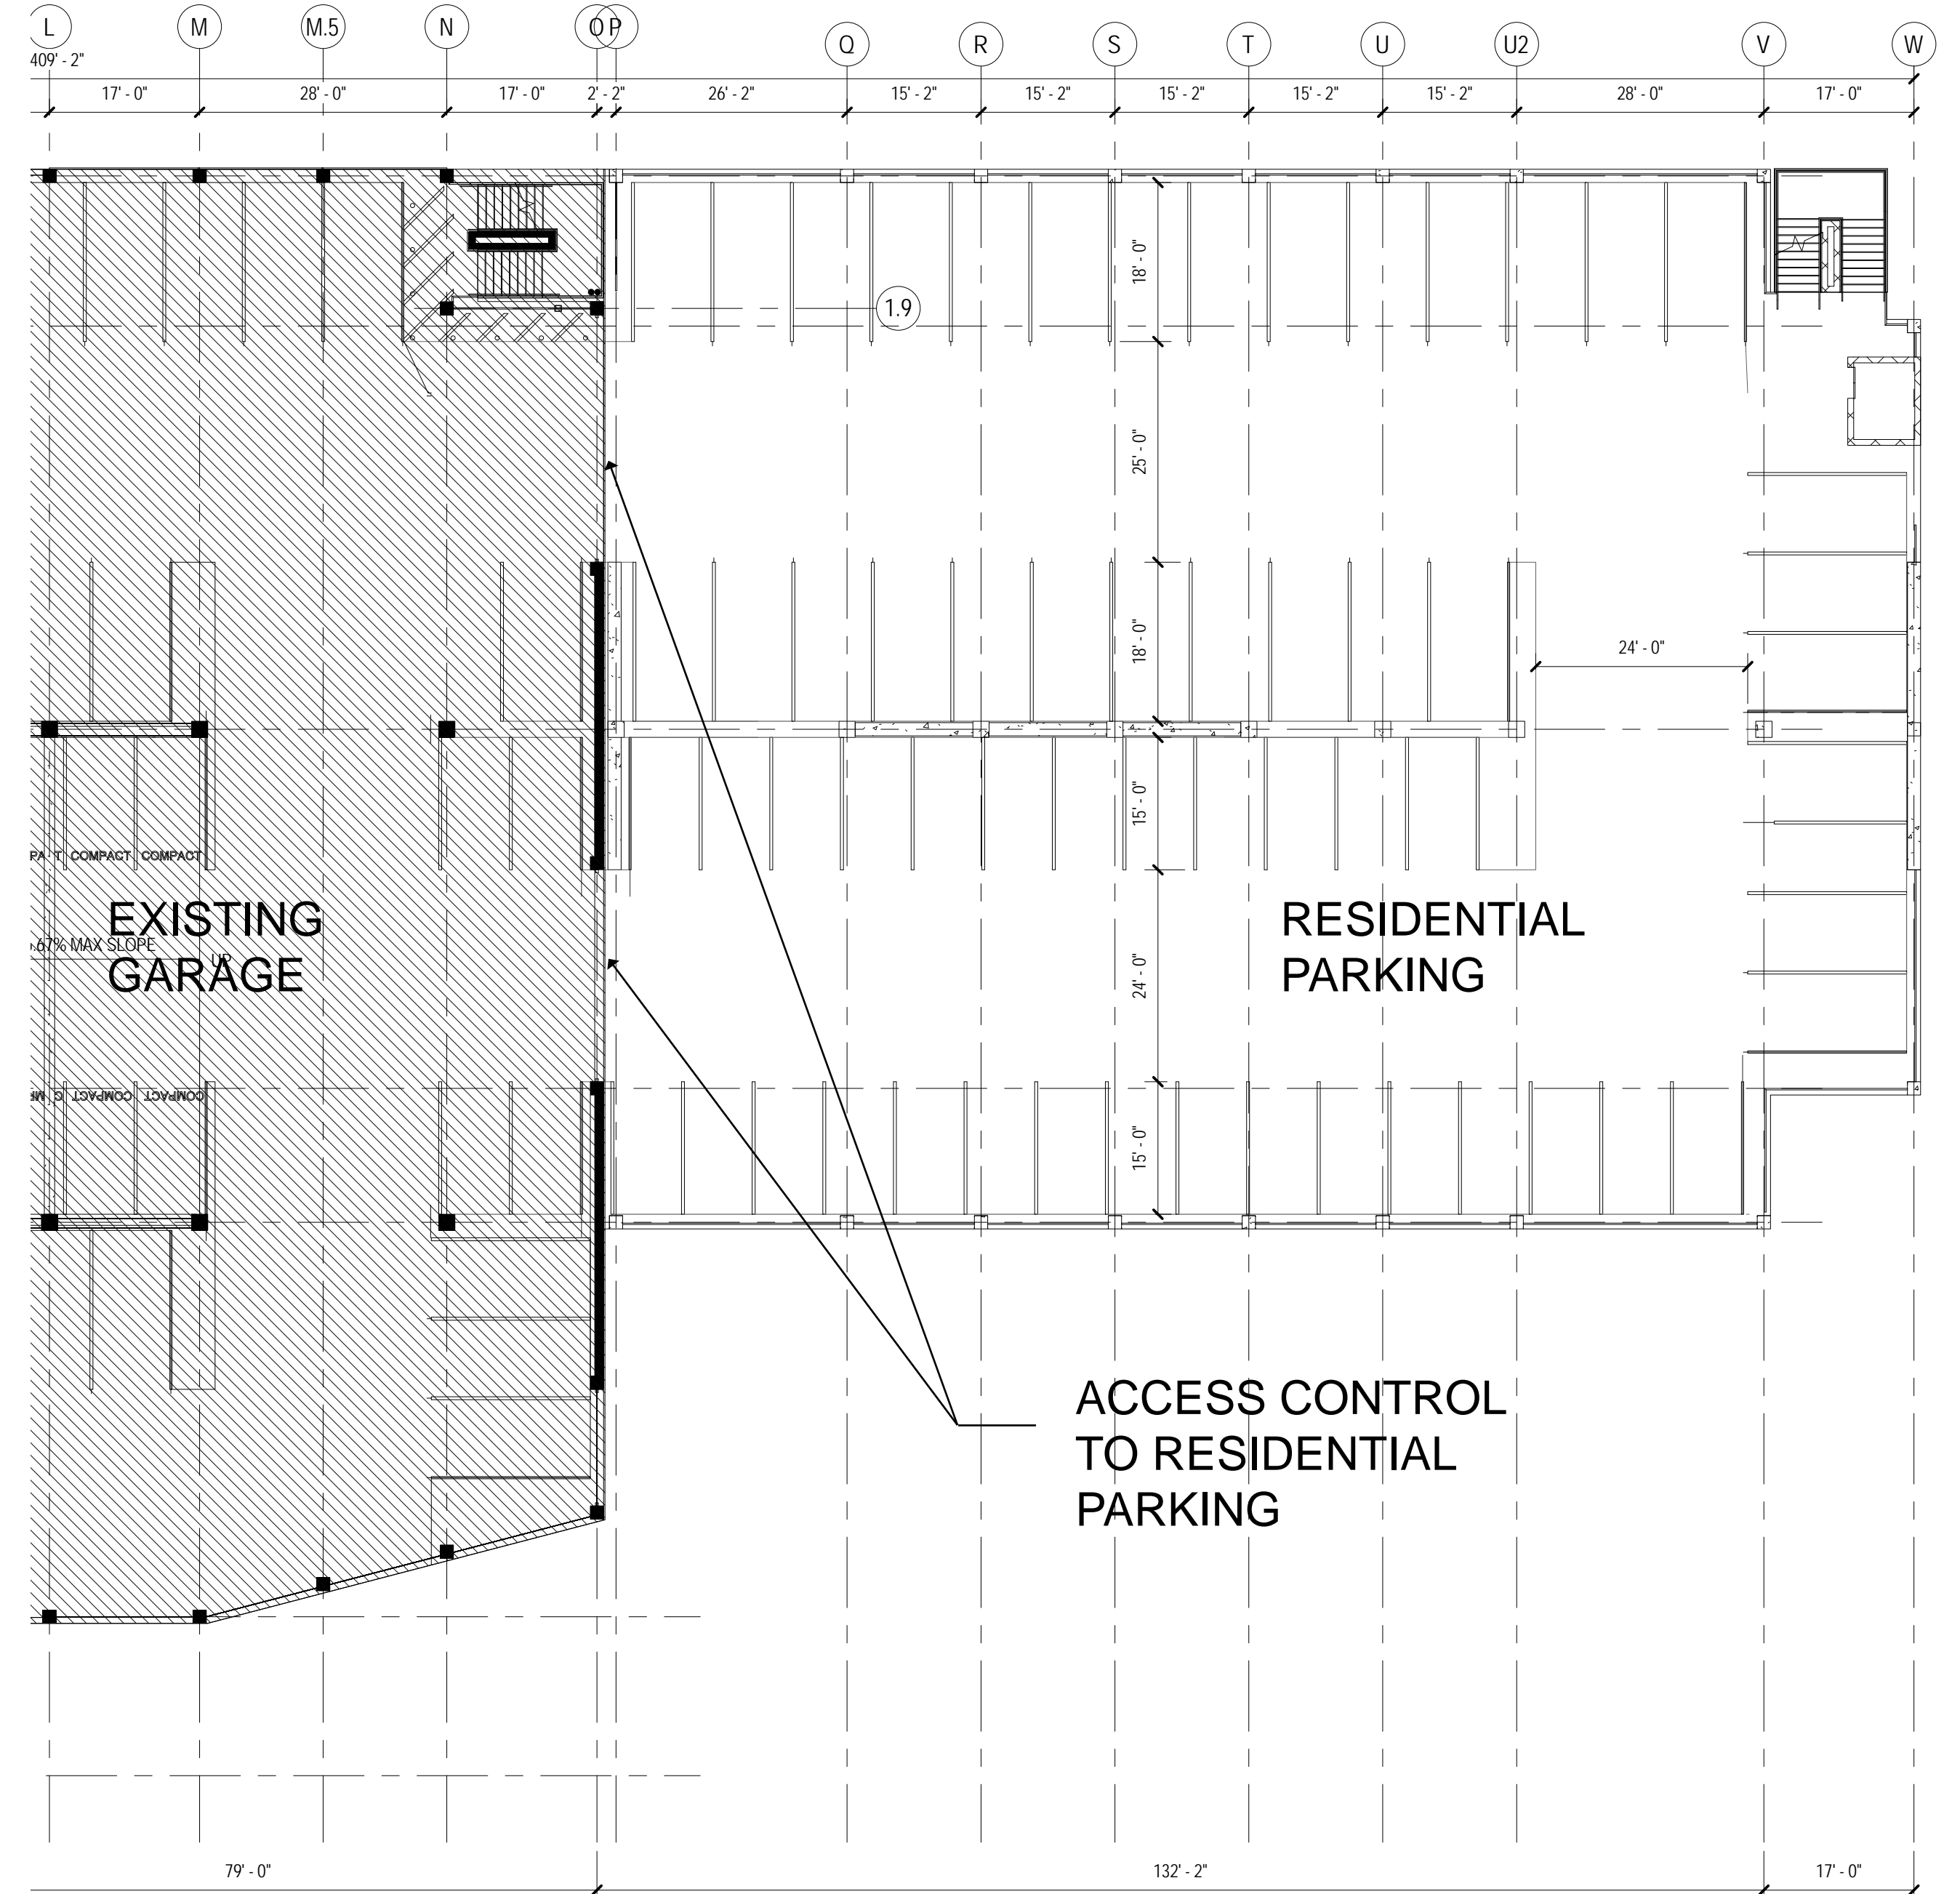 L M M.5 N O P Q R S T U U2 V W
409' - 2"
17' - 0" 28' - 0" 17' - 0" 2' - 2" 26' - 2" 15' - 2" 15' - 2" 15' - 2" 15' - 2" 15' - 2" 28' - 0" 17' - 0"
18' - 0"
1.9
25' - 0"
18' - 0"
24' - 0"
15' - 0"
COMPACT COMPACT
EXISTING
GARAGE
67% MAX SLOPE
UP
RESIDENTIAL
PARKING
24' - 0"
COMPACT COMPACT
15' - 0"
ACCESS CONTROL
TO RESIDENTIAL
PARKING
79' - 0" 132' - 2" 17' - 0"